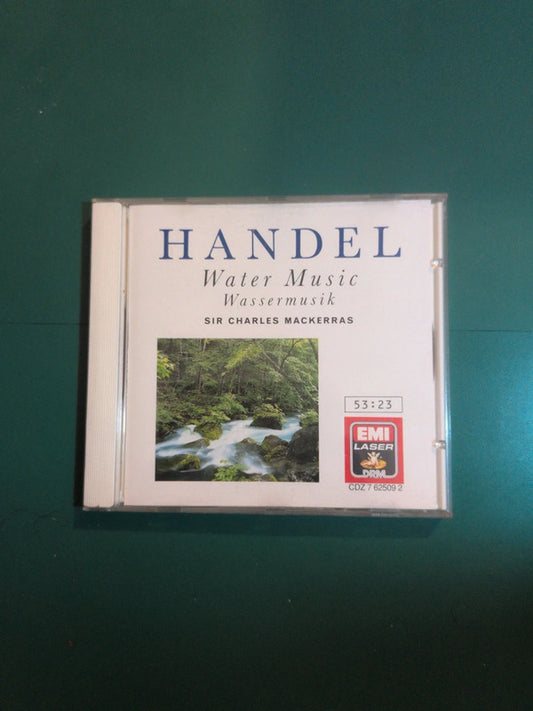 HANDEL
Water Music
Wassermusik
SIR CHARLES MACKERRAS
53:23
EMI
LASER
DRM
CDZ 7 62509 2